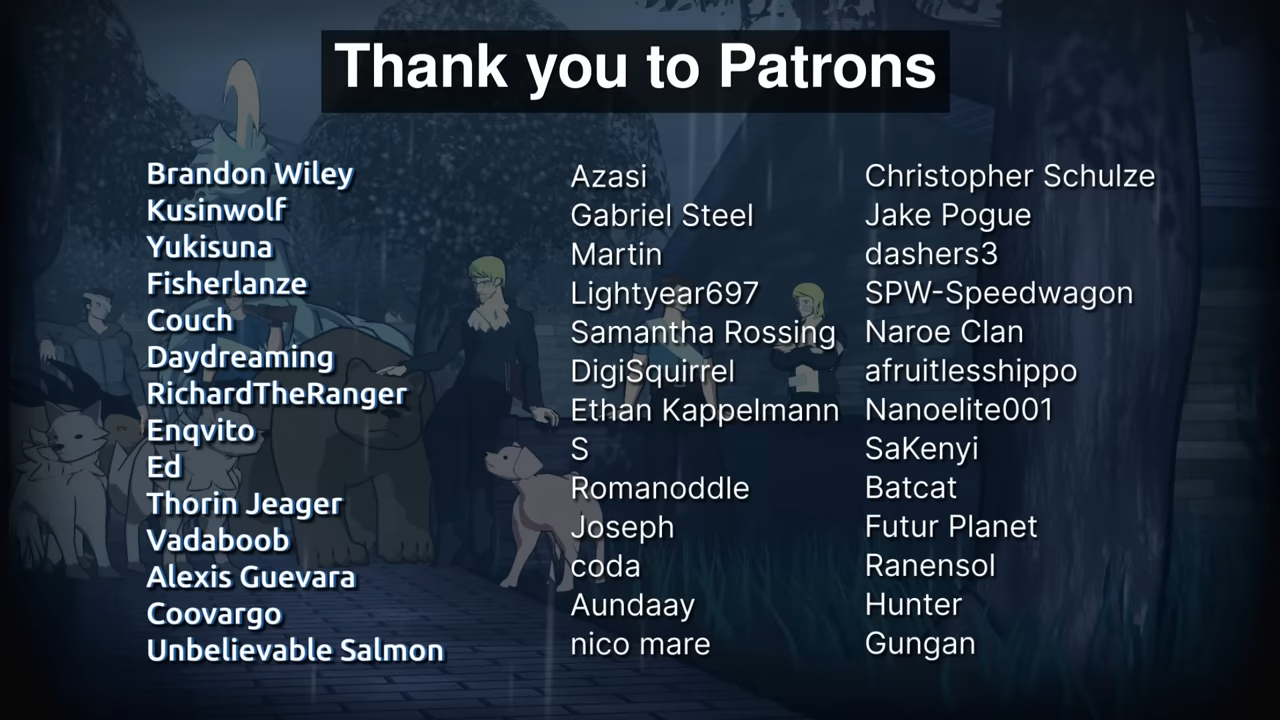 Thank you to Patrons
Brandon Wiley
Kusinwolf
Yukisuna
Fisherlanze
Couch
Daydreaming
RichardTheRanger
Enqvito
Ed
Thorin Jeager
Vadaboob
Alexis Guevara
Coovargo
Unbelievable Salmon
Azasi
Gabriel Steel
Martin
Lightyear697
Samantha Rossing
DigiSquirrel
Ethan Kappelmann
S
Romanoddle
Joseph
coda
Aundaay
nico mare
Christopher Schulze
Jake Pogue
dashers3
SPW-Speedwagon
Naroe Clan
afruitlesshippo
Nanoelite001
SaKenyi
Batcat
Futur Planet
Ranensol
Hunter
Gungan